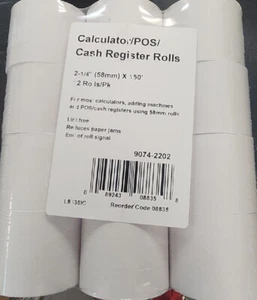 Calculator/POS/
Cash Register Rolls
2-1/4" (58mm) X 150'
12 Rolls/Pk
For most calculators, adding machines
and POS/cash registers using 58mm rolls
Lint free
Reduces paper jams
End of roll signal
9074-2202
08835
Reorder Code 08835